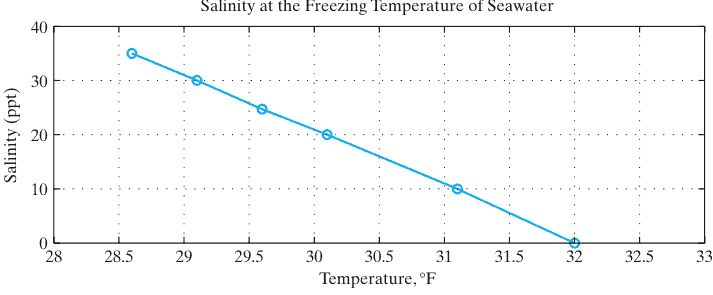 Salinity at the Freezing Temperature of Seawater
40
30
20
10
0
Salinity (ppt)
28 28.5 29 29.5 30 30.5 31 31.5 32 32.5 33
Temperature, °F